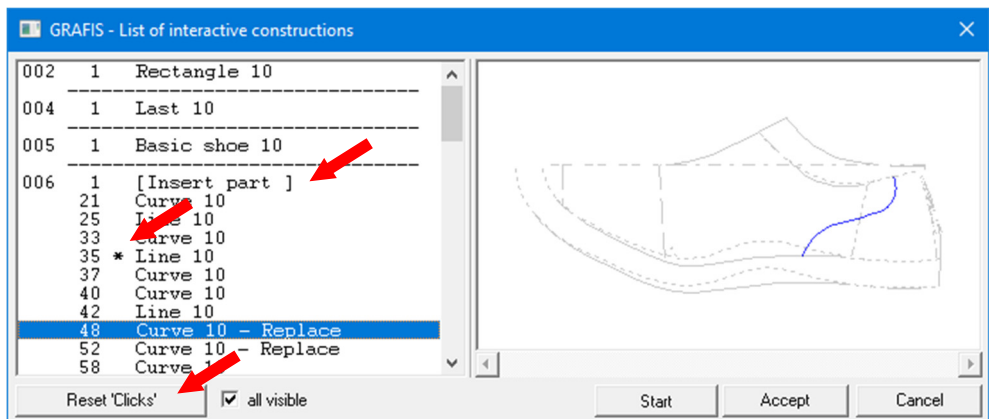 GRAFIS - List of interactive constructions
002 1 Rectangle 10
004 1 Last 10
005 1 Basic shoe 10
006 1 [Insert part ]
21 Curve 10
25 Line 10
33 Curve 10
35 * Line 10
37 Curve 10
40 Curve 10
42 Line 10
48 Curve 10 - Replace
52 Curve 10 - Replace
58 Curve
Reset 'Clicks' all visible Start Accept Cancel